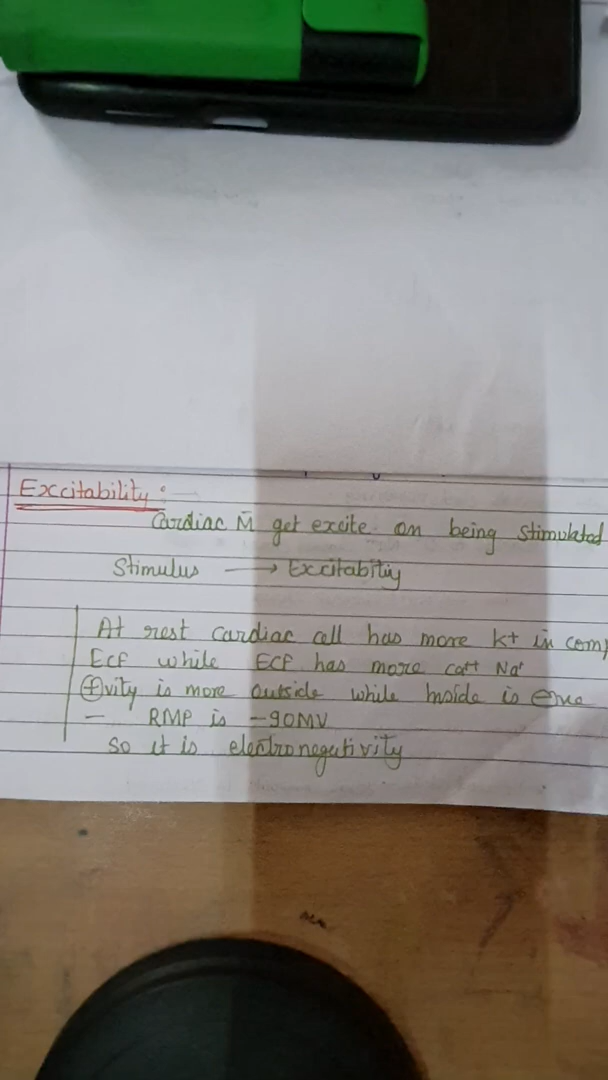 Excitability :-
Cardiac M̄ get excite on being stimulated
Stimulus → Excitabitiy
At rest cardiac cell has more K+ in comp
ECF while ECF has more Ca++ Na+
⊕vity is more outside while Inside is ⊖ve
— RMP is -90MV
so it is electronegativity